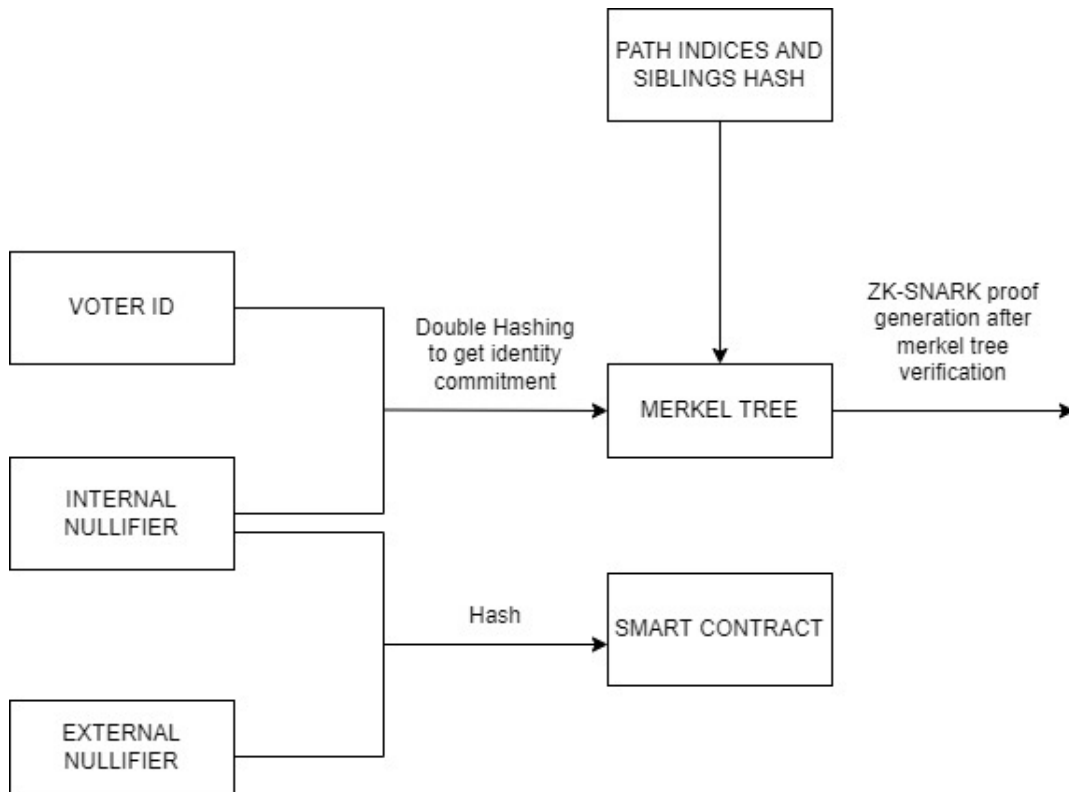 PATH INDICES AND
SIBLINGS HASH
VOTER ID
Double Hashing
to get identity
commitment
ZK-SNARK proof
generation after
merkel tree
verification
MERKEL TREE
INTERNAL
NULLIFIER
Hash
SMART CONTRACT
EXTERNAL
NULLIFIER